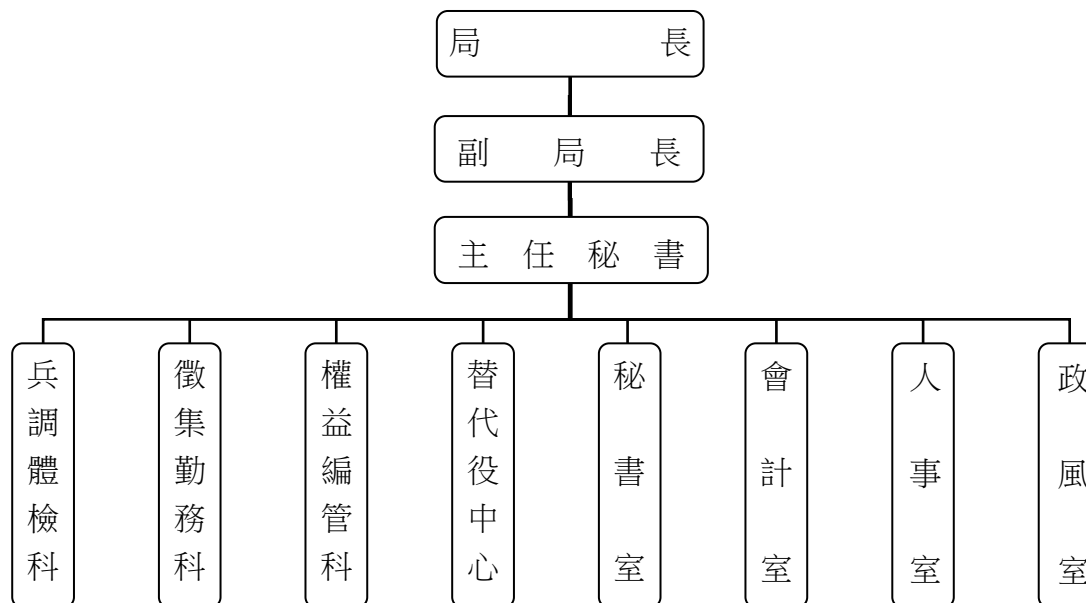 局長
副局長
主任秘書
兵調體檢科
徵集勤務科
權益編管科
替代役中心
秘書室
會計室
人事室
政風室